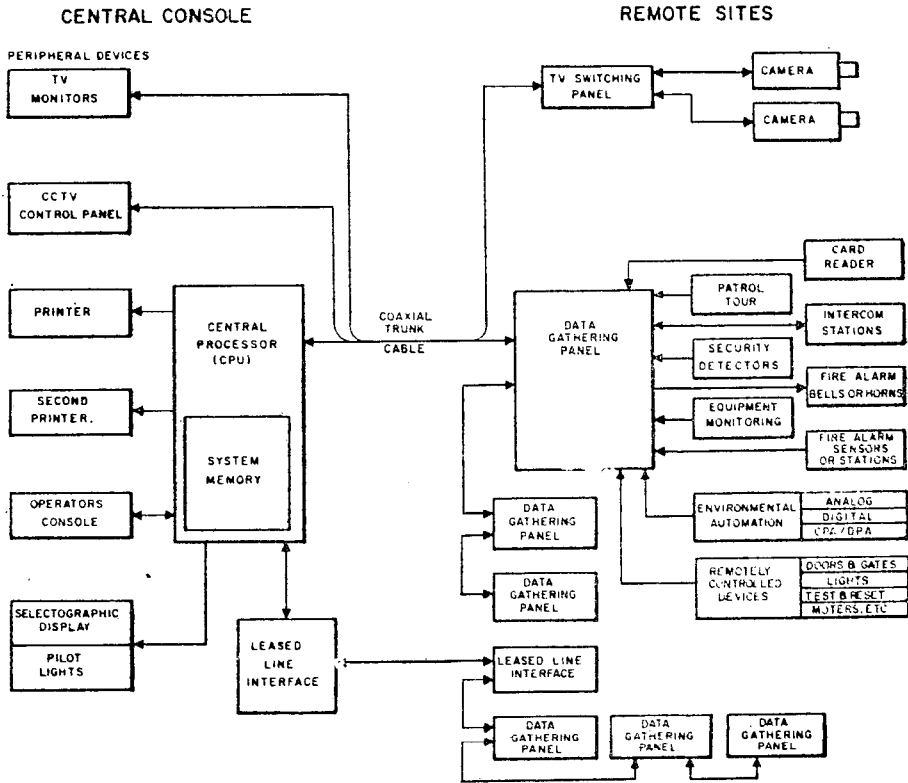 CENTRAL CONSOLE
REMOTE SITES
PERIPHERAL DEVICES
TV
MONITORS
TV SWITCHING
PANEL
CAMERA
CAMERA
CCTV
CONTROL PANEL
CARD
READER
PATROL
TOUR
PRINTER
CENTRAL
PROCESSOR
(CPU)
COAXIAL
TRUNK
CABLE
DATA
GATHERING
PANEL
INTERCOM
STATIONS
SECURITY
DETECTORS
FIRE ALARM
BELLS OR HORNS
SECOND
PRINTER.
EQUIPMENT
MONITORING
FIRE ALARM
SENSORS
OR STATIONS
SYSTEM
MEMORY
OPERATORS
CONSOLE
DATA
GATHERING
PANEL
ENVIRONMENTAL
AUTOMATION
ANALOG
DIGITAL
CPA/DPA
DATA
GATHERING
PANEL
REMOTELY
CONTROLLED
DEVICES
DOORS & GATES
LIGHTS
TEST & RESET
MOTERS, ETC
SELECTOGRAPHIC
DISPLAY
PILOT
LIGHTS
LEASED
LINE
INTERFACE
LEASED LINE
INTERFACE
DATA
GATHERING
PANEL
DATA
GATHERING
PANEL
DATA
GATHERING
PANEL